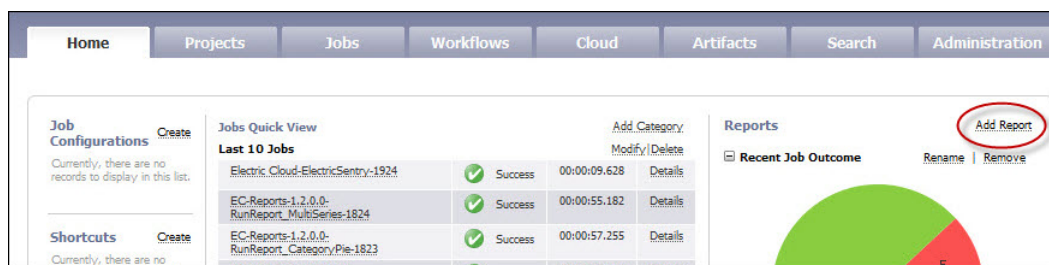 Home Projects Jobs Workflows Cloud Artifacts Search Administration
Job
Configurations Create
Currently, there are no
records to display in this list.
Shortcuts Create
Currently, there are no
Jobs Quick View Add Category
Last 10 Jobs Modify|Delete
Electric Cloud-ElectricSentry-1924 Success 00:00:09.628 Details
EC-Reports-1.2.0.0-
RunReport_MultiSeries-1824 Success 00:00:55.182 Details
EC-Reports-1.2.0.0-
RunReport_CategoryPie-1823 Success 00:00:57.255 Details
Reports Add Report
Recent Job Outcome Rename | Remove